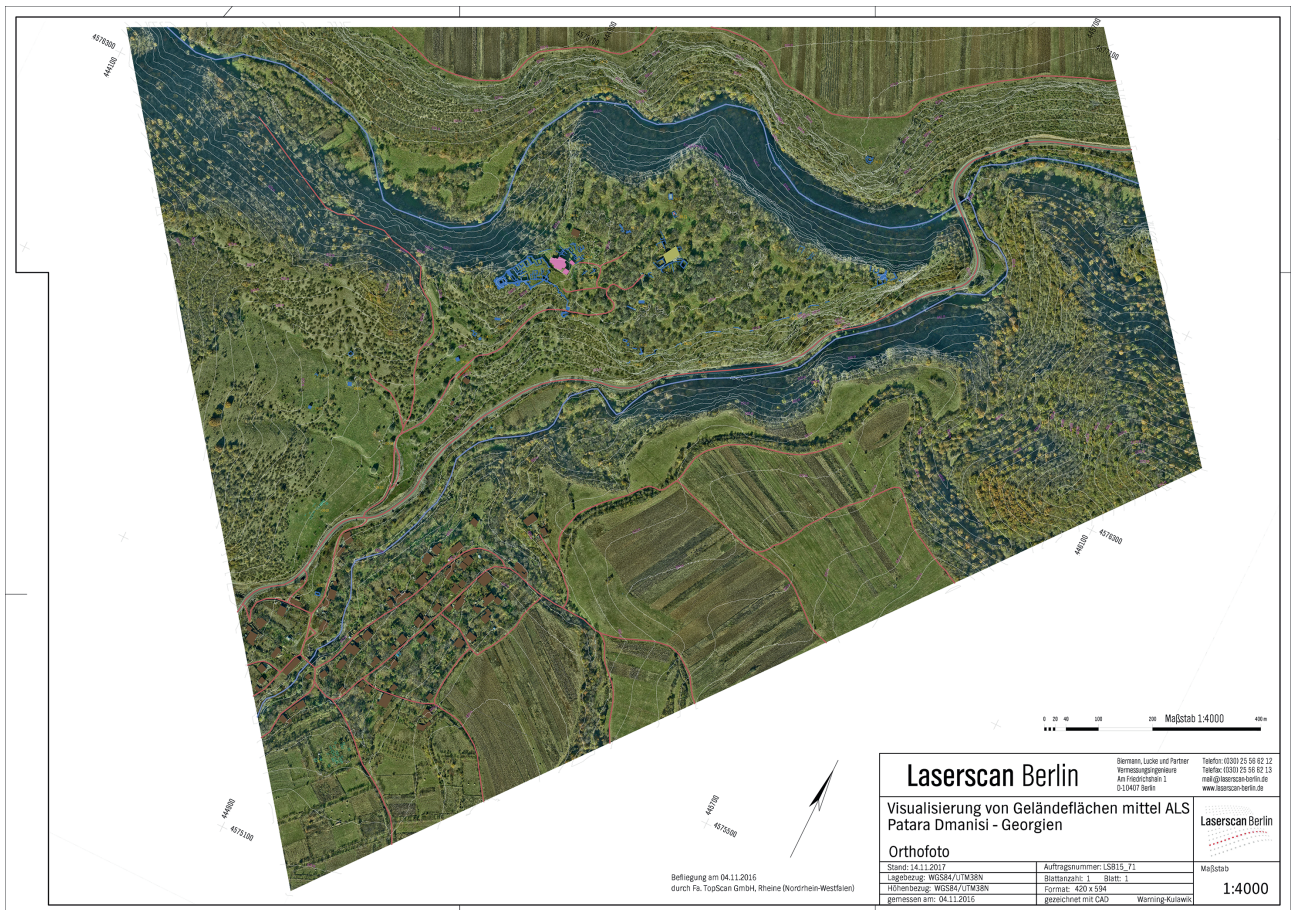 4576300
444100
4575100
0 20 40 100 200 Maßstab 1:4000 400 m
446100
4576300
444900
4575100
445700
4575500
Befliegung am 04.11.2016
durch Fa. TopScan GmbH, Rheine (Nordrhein-Westfalen)
Laserscan Berlin
Biermann, Lucke und Partner
Vermessungsingenieure
Am Friedrichshain 1
D-10407 Berlin
Telefon: (030) 25 56 62 12
Telefax: (030) 25 56 62 13
mail@laserscan-berlin.de
www.laserscan-berlin.de
Visualisierung von Geländeflächen mittel ALS
Patara Dmanisi - Georgien
Orthofoto
Laserscan Berlin
Stand: 14.11.2017
Auftragsnummer: LSB15_71
Lagebezug: WGS84/UTM38N
Blattanzahl: 1 Blatt: 1
Höhenbezug: WGS84/UTM38N
Format: 420 x 594
gemessen am: 04.11.2016
gezeichnet mit CAD Warning-Kulawik
Maßstab
1:4000